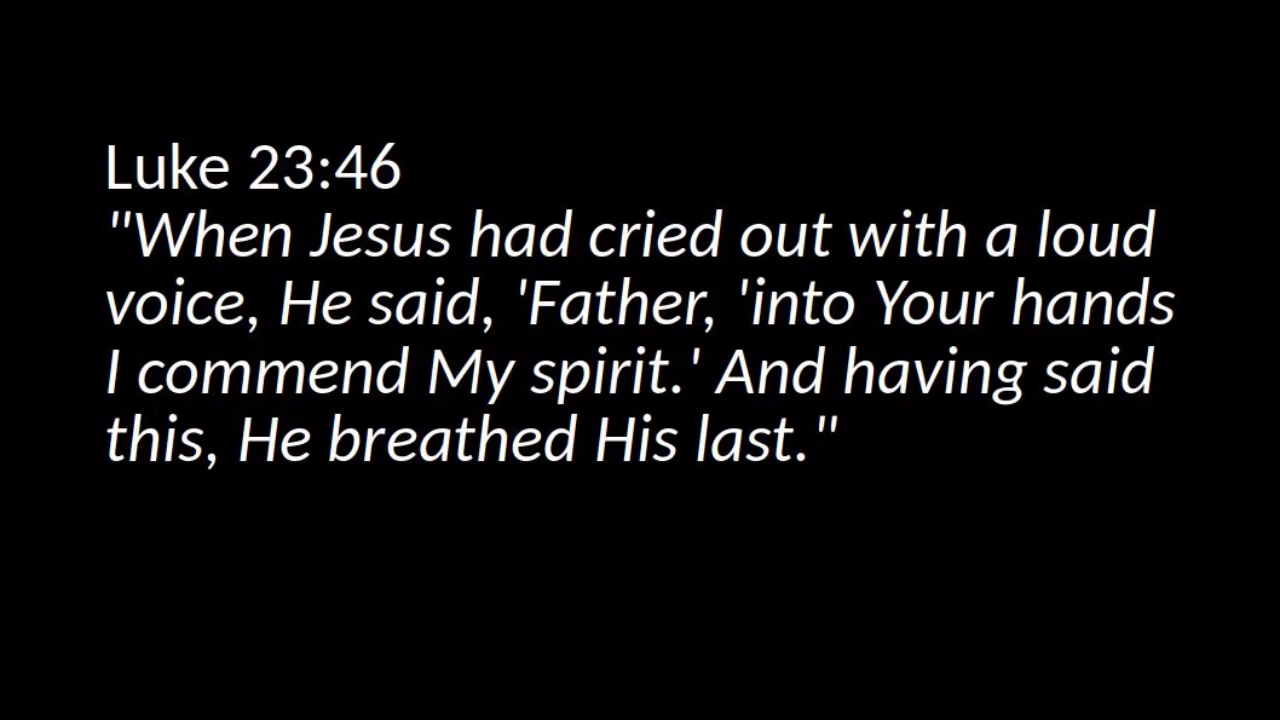 Luke 23:46
"When Jesus had cried out with a loud
voice, He said, 'Father, 'into Your hands
I commend My spirit.' And having said
this, He breathed His last."